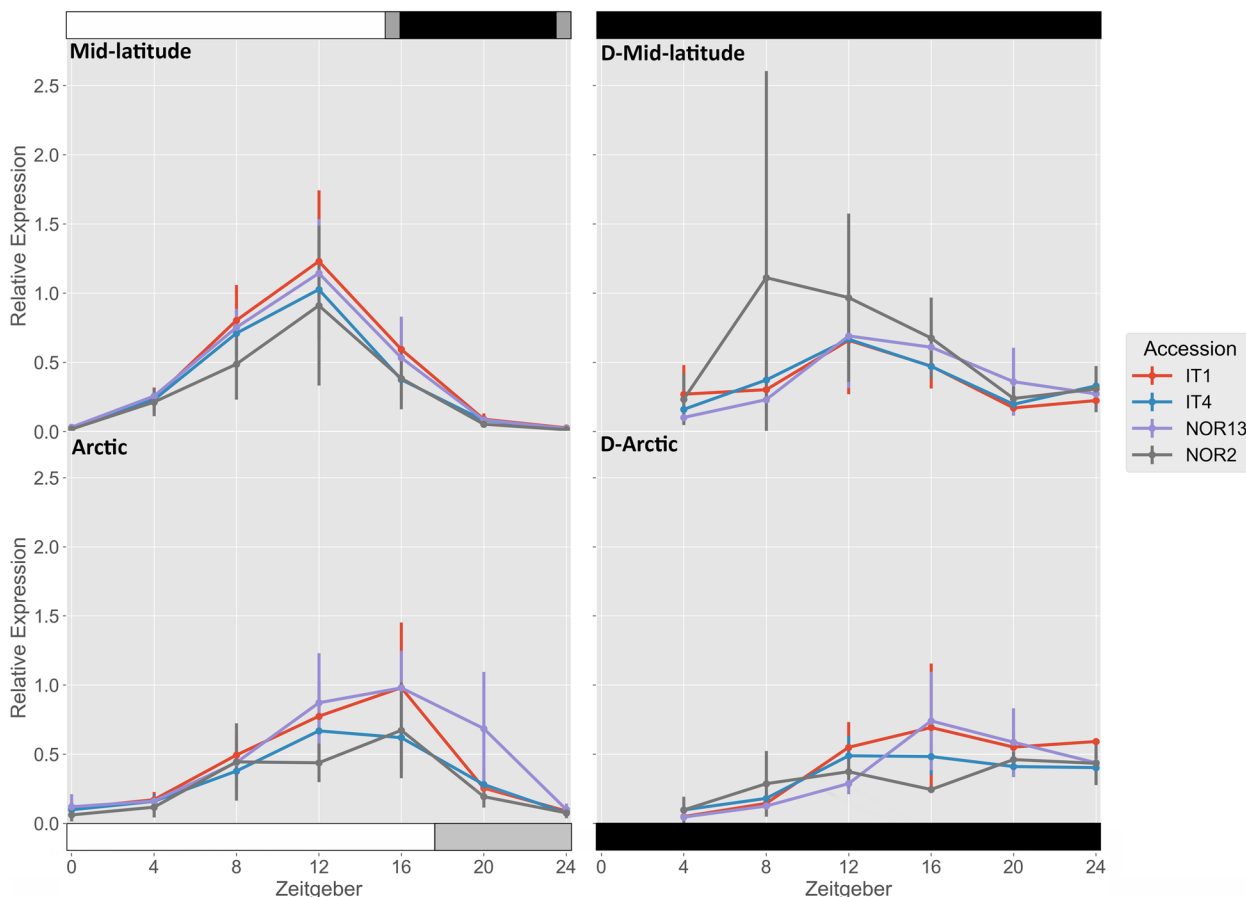 Mid-latitude
D-Mid-latitude
2.5
2.0
1.5
1.0
0.5
0.0
Relative Expression
Arctic
D-Arctic
2.5
2.0
1.5
1.0
0.5
0.0
Relative Expression
0 4 8 12 16 20 24
Zeitgeber
0 4 8 12 16 20 24
Zeitgeber
Accession
IT1
IT4
NOR13
NOR2